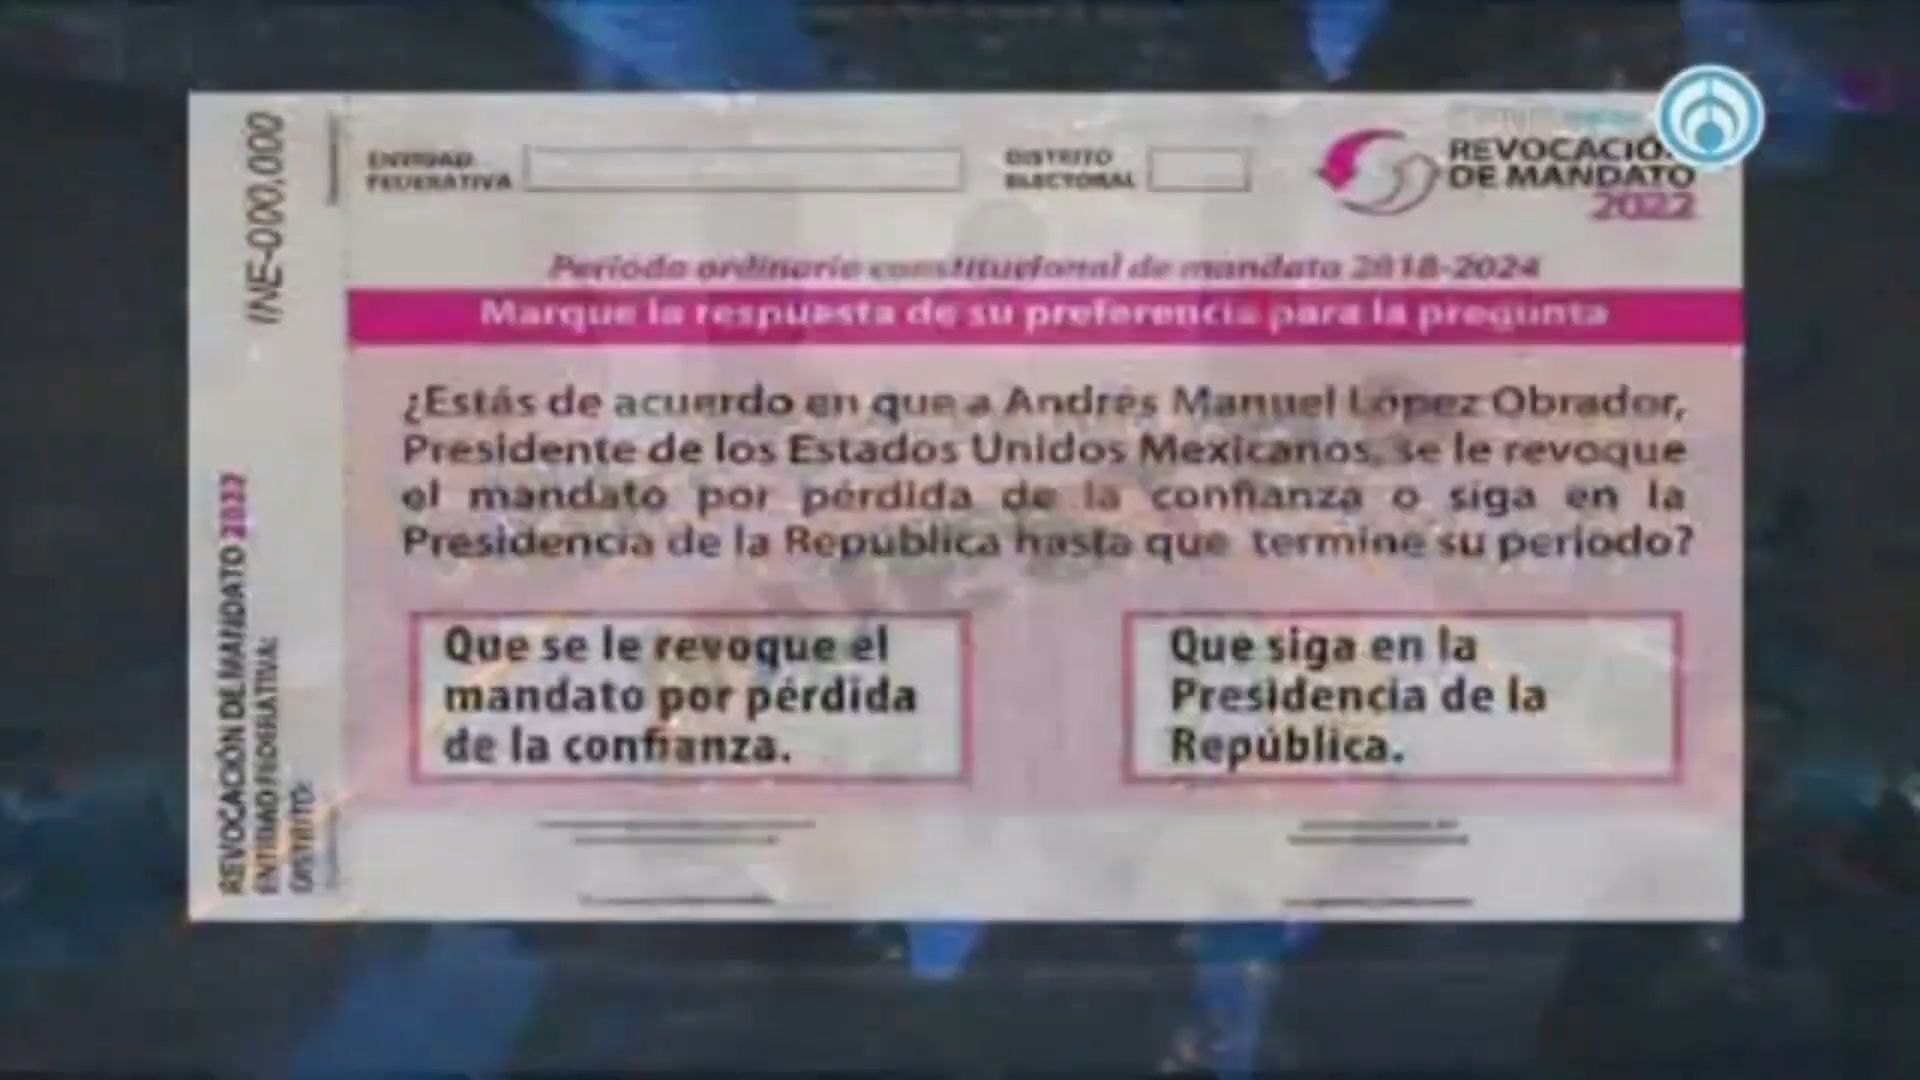 INE-000,000
REVOCACIÓN DE MANDATO 2022
ENTIDAD FEDERATIVA:
DISTRITO:
ENTIDAD
FEDERATIVA
DISTRITO
ELECTORAL
REVOCACIÓN
DE MANDATO
2022
Periodo ordinario constitucional de mandato 2018-2024
Marque la respuesta de su preferencia para la pregunta
¿Estás de acuerdo en que a Andrés Manuel López Obrador,
Presidente de los Estados Unidos Mexicanos, se le revoque
el mandato por pérdida de la confianza o siga en la
Presidencia de la República hasta que termine su periodo?
Que se le revoque el
mandato por pérdida
de la confianza.
Que siga en la
Presidencia de la
República.